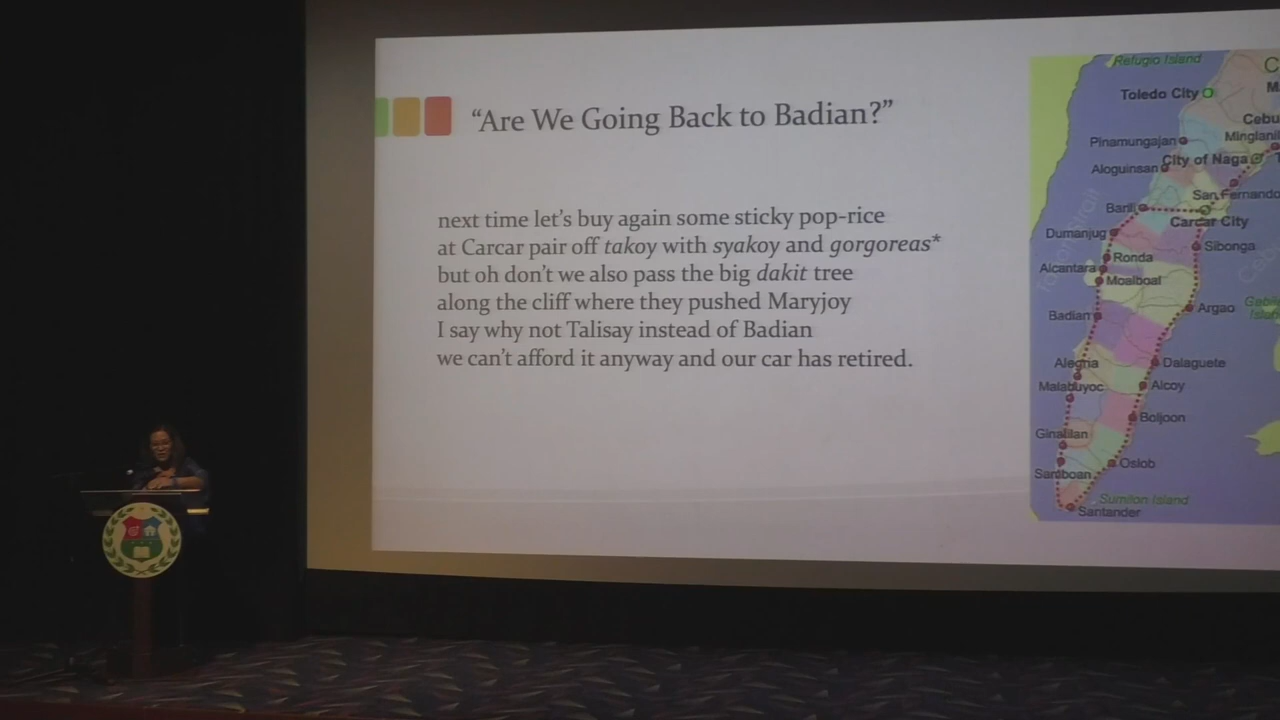 “Are We Going Back to Badian?”
next time let’s buy again some sticky pop-rice
at Carcar pair off takoy with syakoy and gorgoreas*
but oh don’t we also pass the big dakit tree
along the cliff where they pushed Maryjoy
I say why not Talisay instead of Badian
we can’t afford it anyway and our car has retired.
Refugio Island
Toledo City
Cebu
Pinamungajan
Minglani
City of Naga
Aloguinsan
San Fernando
Barili
Carcar City
Dumanjug
Sibonga
Ronda
Alcantara
Moalboal
Argao
Badian
Alegria
Dalaguete
Malabuyoc
Alcoy
Boljoon
Ginatilan
Oslob
Samboan
Sumilon Island
Santander